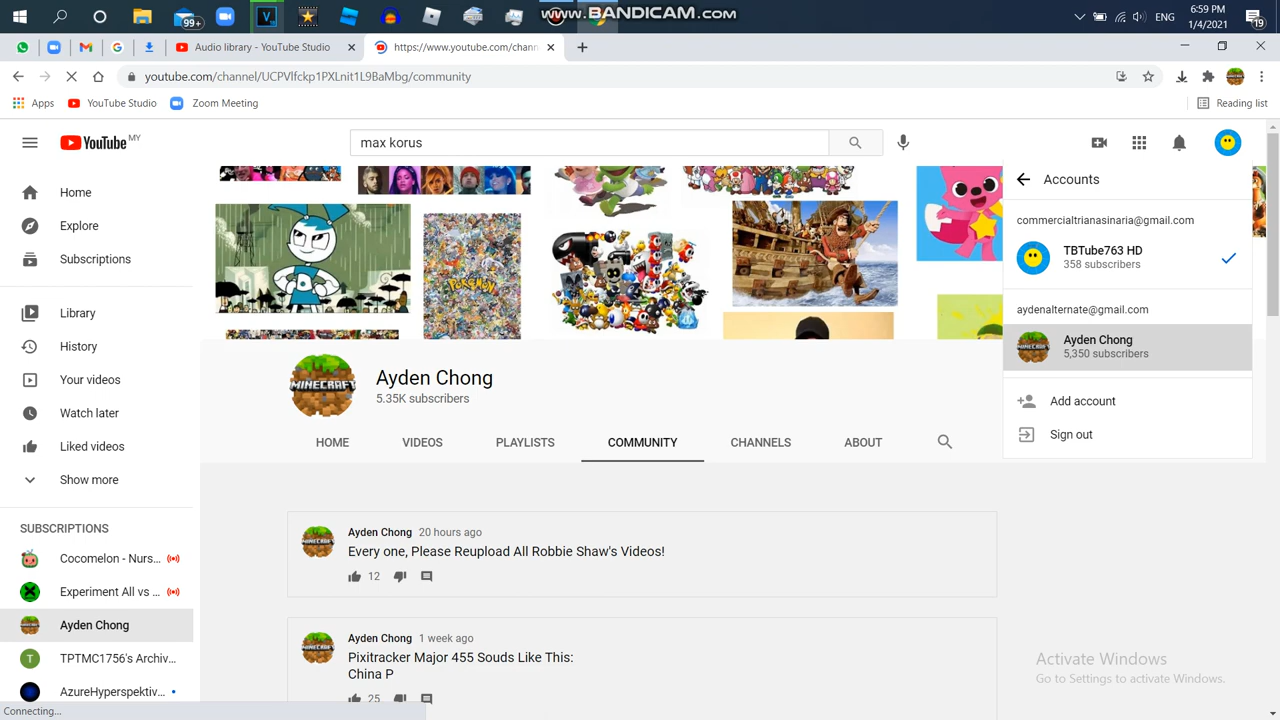 99+
WWW.BANDICAM.COM
ENG
6:59 PM
1/4/2021
19
Audio library - YouTube Studio
https://www.youtube.com/chann
youtube.com/channel/UCPVlfckp1PXLnit1L9BaMbg/community
Apps
YouTube Studio
Zoom Meeting
Reading list
YouTube MY
max korus
Home
Explore
Subscriptions
Library
History
Your videos
Watch later
Liked videos
Show more
SUBSCRIPTIONS
Cocomelon - Nurs...
Experiment All vs ...
Ayden Chong
TPTMC1756's Archiv...
AzureHyperspektiv...
Connecting...
POKEMON
MINECRAFT
Ayden Chong
5.35K subscribers
HOME
VIDEOS
PLAYLISTS
COMMUNITY
CHANNELS
ABOUT
Ayden Chong 20 hours ago
Every one, Please Reupload All Robbie Shaw's Videos!
12
Ayden Chong 1 week ago
Pixitracker Major 455 Souds Like This:
China P
25
Accounts
commercialtrianasinaria@gmail.com
TBTube763 HD
358 subscribers
aydenalternate@gmail.com
Ayden Chong
5,350 subscribers
Add account
Sign out
Activate Windows
Go to Settings to activate Windows.